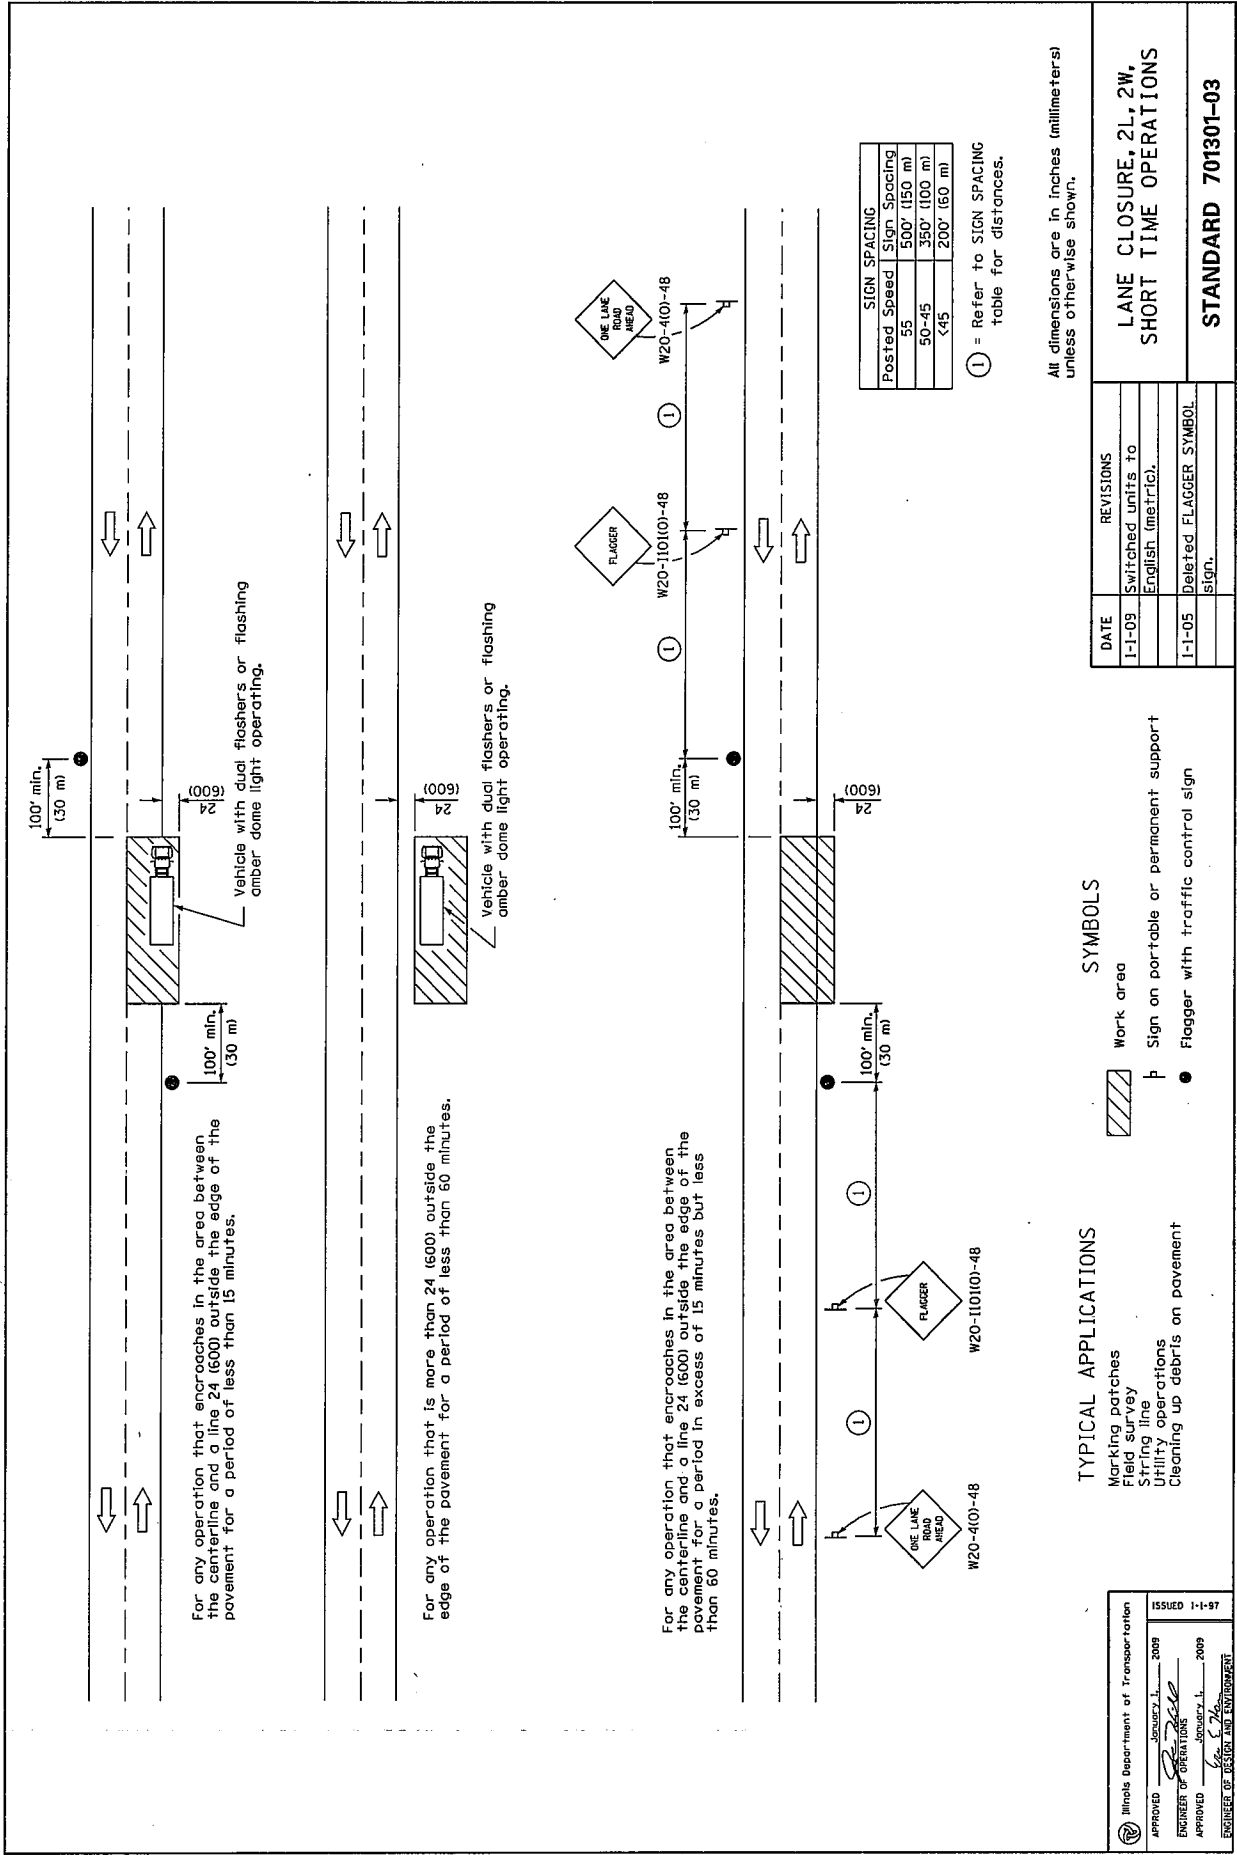 100' min.
(30 m)
24
(600)
100' min.
(30 m)
Vehicle with dual flashers or flashing
amber dome light operating.
For any operation that encroaches in the area between
the centerline and a line 24 (600) outside the edge of the
pavement for a period of less than 15 minutes.
24
(600)
Vehicle with dual flashers or flashing
amber dome light operating.
For any operation that is more than 24 (600) outside the
edge of the pavement for a period of less than 60 minutes.
ONE LANE
ROAD
AHEAD
W20-4(O)-48
FLAGGER
W20-I101(O)-48
1
1
100' min.
(30 m)
24
(600)
100' min.
(30 m)
For any operation that encroaches in the area between
the centerline and a line 24 (600) outside the edge of the
pavement for a period in excess of 15 minutes but less
than 60 minutes.
1
1
FLAGGER
W20-I101(O)-48
ONE LANE
ROAD
AHEAD
W20-4(O)-48
SIGN SPACING
Posted Speed Sign Spacing
55 500' (150 m)
50-45 350' (100 m)
<45 200' (60 m)
1 = Refer to SIGN SPACING
table for distances.
TYPICAL APPLICATIONS
Marking patches
Field survey
String line
Utility operations
Cleaning up debris on pavement
SYMBOLS
Work area
Sign on portable or permanent support
Flagger with traffic control sign
All dimensions are in inches (millimeters)
unless otherwise shown.
Illinois Department of Transportation
APPROVED January 1, 2009
ENGINEER OF OPERATIONS
APPROVED January 1, 2009
ENGINEER OF DESIGN AND ENVIRONMENT
ISSUED 1-1-97
DATE REVISIONS
1-1-09 Switched units to
English (metric).
1-1-05 Deleted FLAGGER SYMBOL
sign.
LANE CLOSURE, 2L, 2W,
SHORT TIME OPERATIONS
STANDARD 701301-03